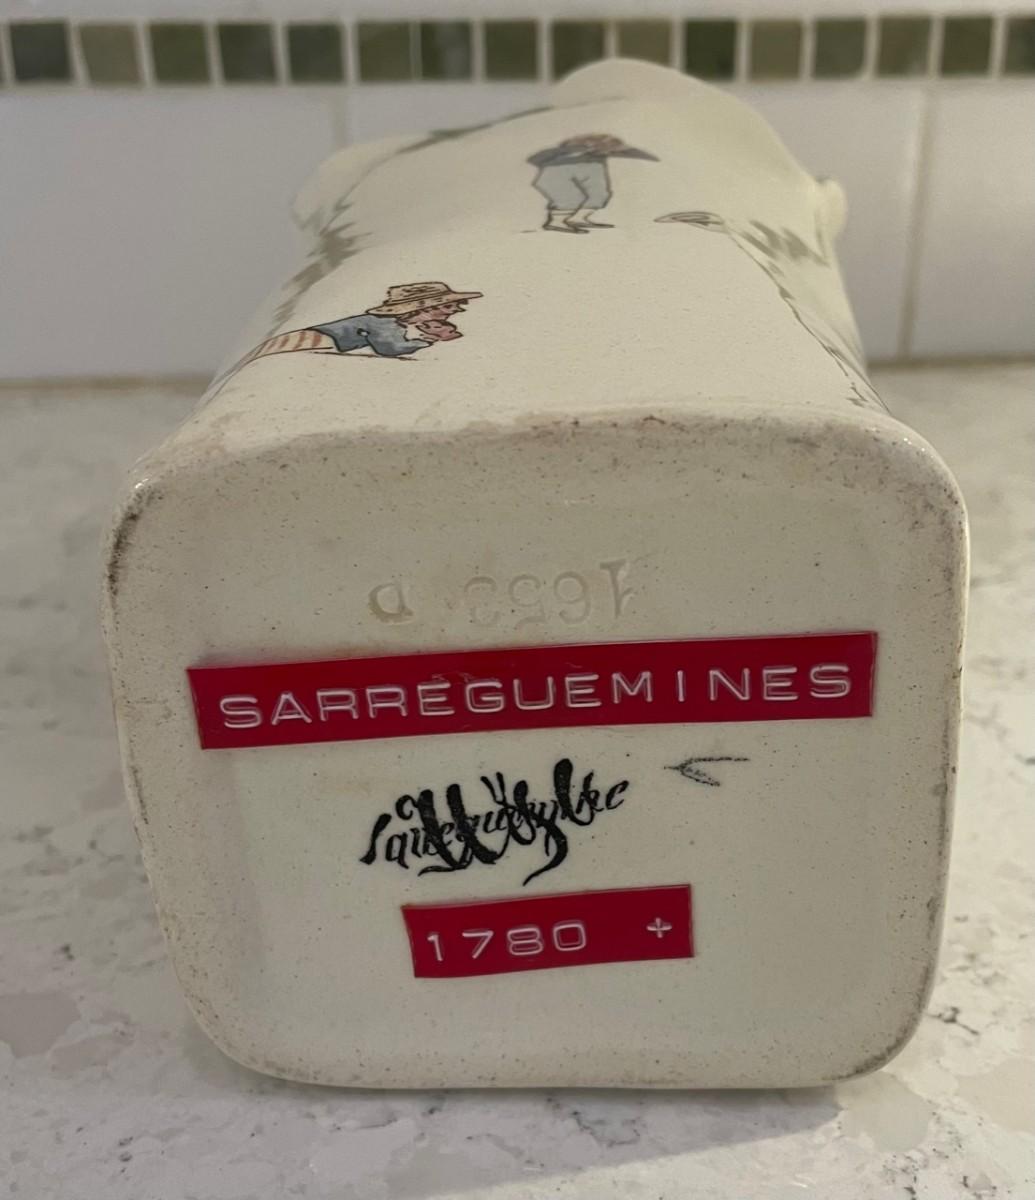 1653 D
SARREGUEMINES
1780 +